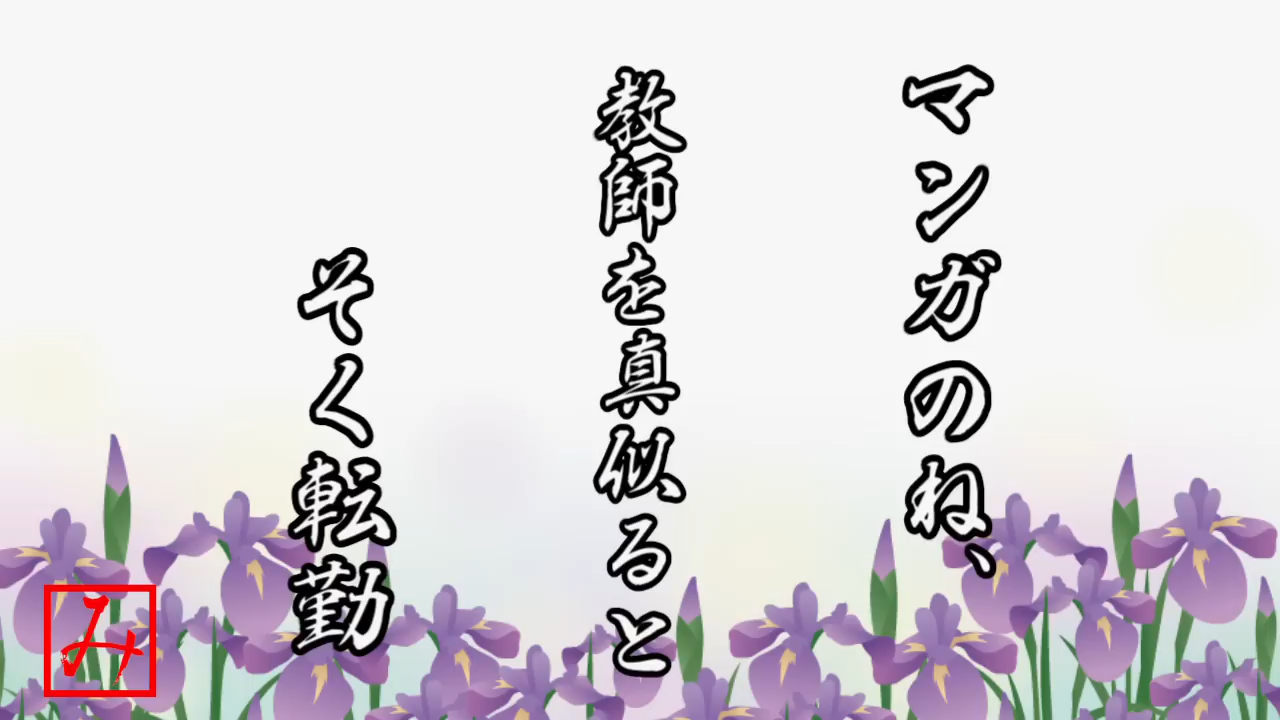 マンガのね、
教師を真似ると
そく転勤
み